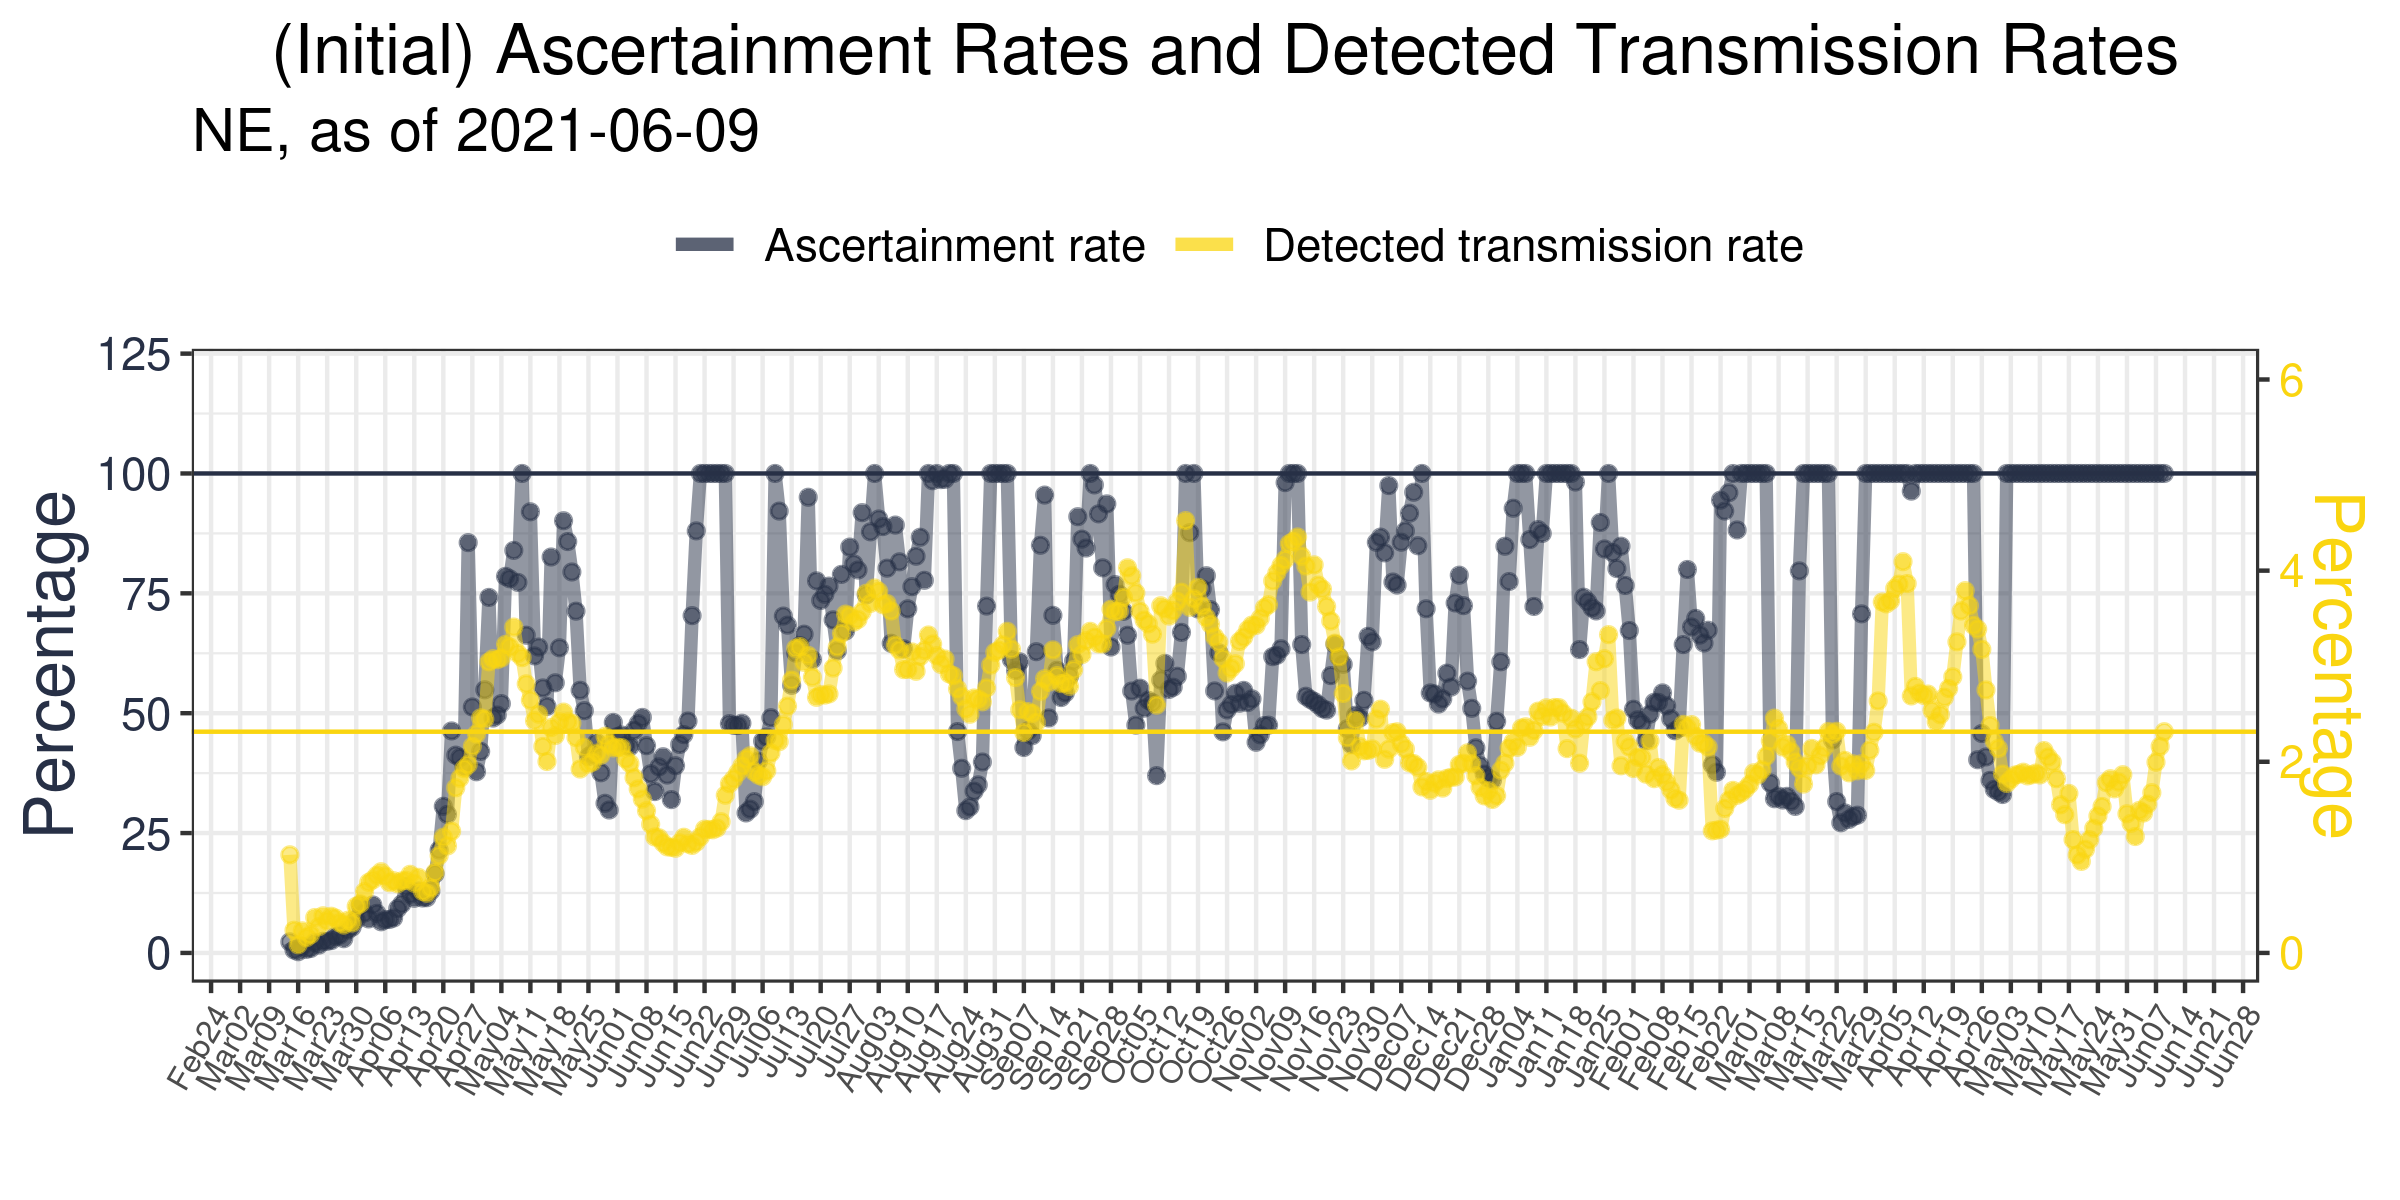 (Initial) Ascertainment Rates and Detected Transmission Rates
NE, as of 2021-06-09
Ascertainment rate
Detected transmission rate
Percentage
125
100
75
50
25
0
6
4
2
0
Percentage
Feb24
Mar02
Mar09
Mar16
Mar23
Mar30
Apr06
Apr13
Apr20
Apr27
May04
May11
May18
May25
Jun01
Jun08
Jun15
Jun22
Jun29
Jul06
Jul13
Jul20
Jul27
Aug03
Aug10
Aug17
Aug24
Aug31
Sep07
Sep14
Sep21
Sep28
Oct05
Oct12
Oct19
Oct26
Nov02
Nov09
Nov16
Nov23
Nov30
Dec07
Dec14
Dec21
Dec28
Jan04
Jan11
Jan18
Jan25
Feb01
Feb08
Feb15
Feb22
Mar01
Mar08
Mar15
Mar22
Mar29
Apr05
Apr12
Apr19
Apr26
May03
May10
May17
May24
May31
Jun07
Jun14
Jun21
Jun28